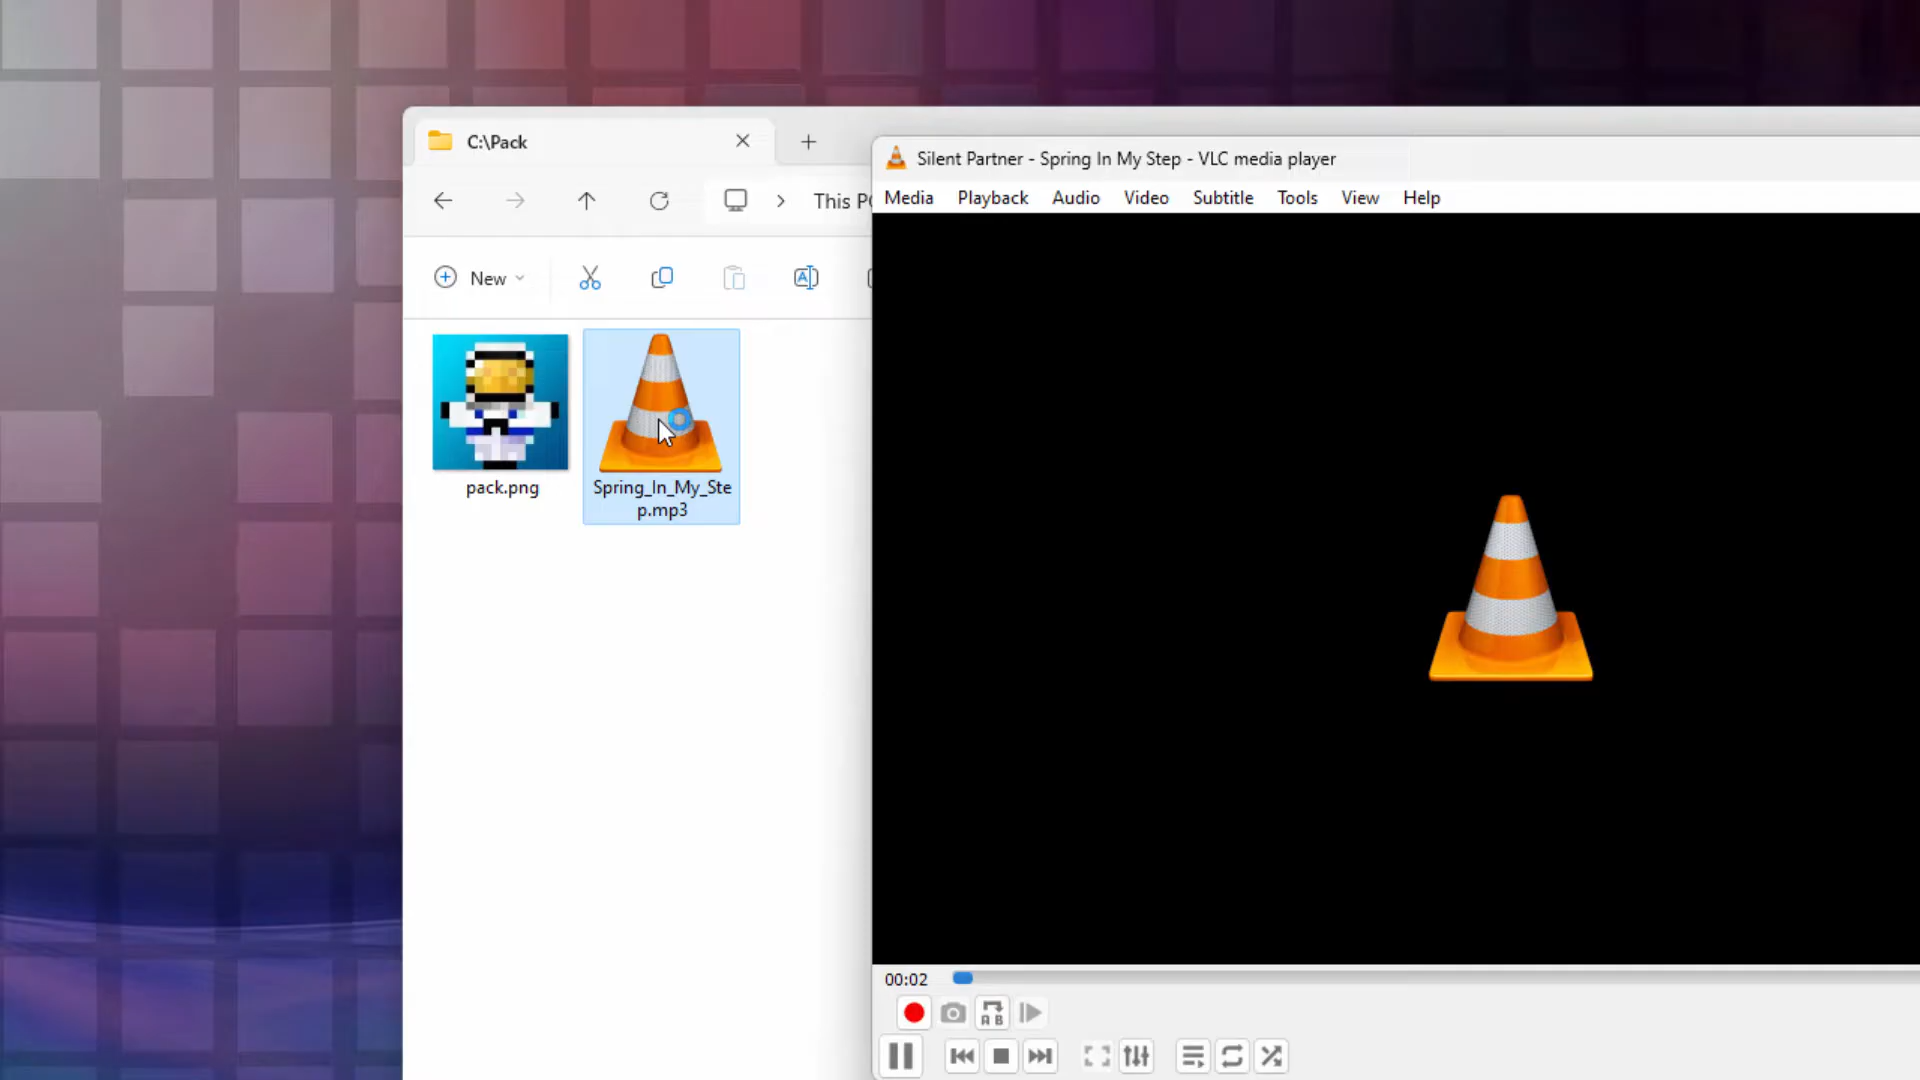 C:\Pack
This P
New
pack.png
Spring_In_My_Ste
p.mp3
Silent Partner - Spring In My Step - VLC media player
Media Playback Audio Video Subtitle Tools View Help
00:02
A B